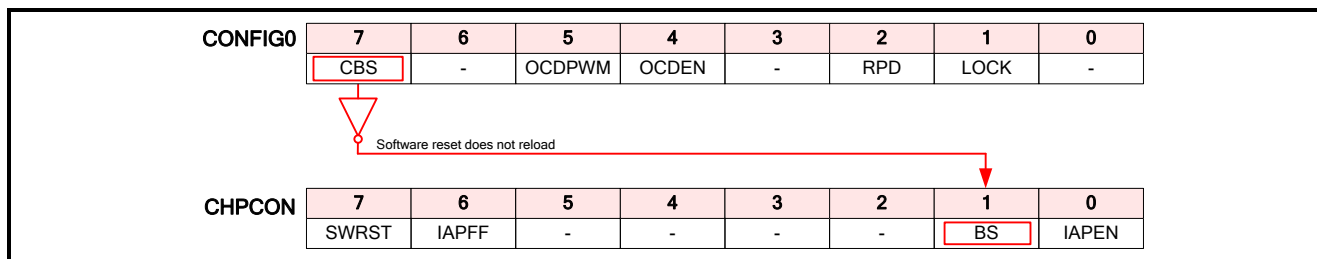 CONFIG0 7 6 5 4 3 2 1 0
CBS - OCDPWM OCDEN - RPD LOCK -
Software reset does not reload
CHPCON 7 6 5 4 3 2 1 0
SWRST IAPFF - - - - BS IAPEN